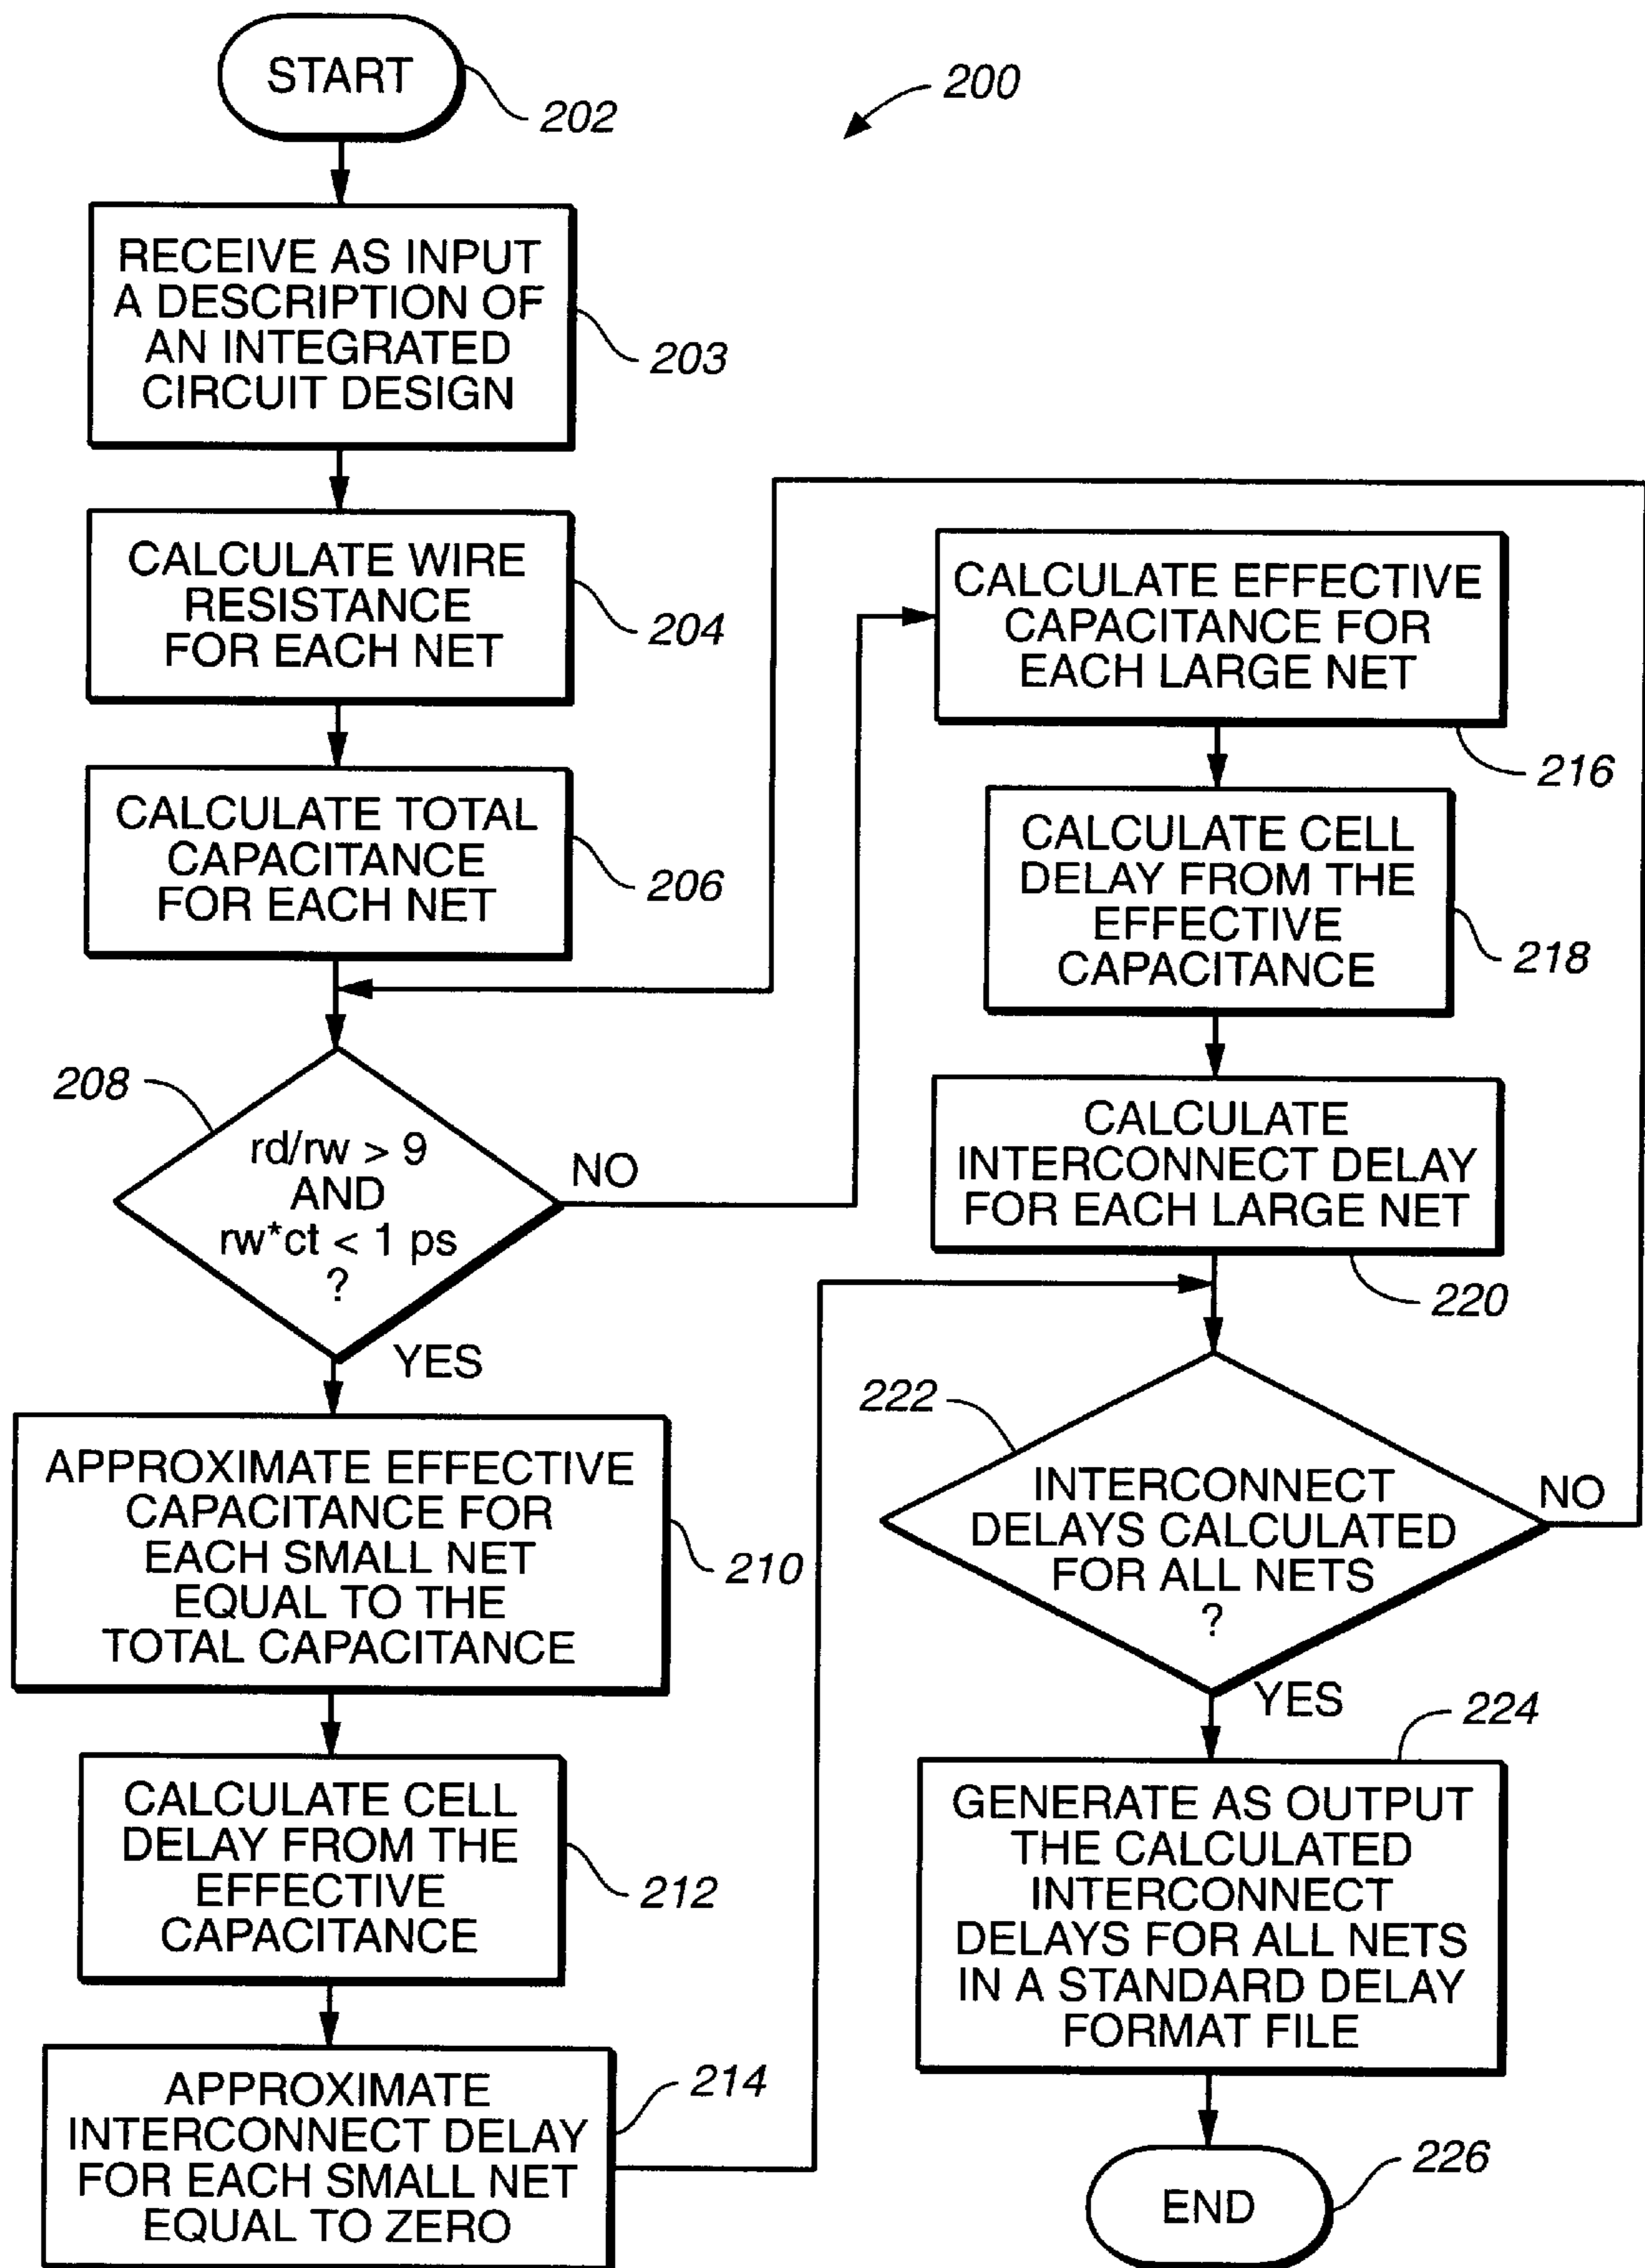 START
202
200
RECEIVE AS INPUT
A DESCRIPTION OF
AN INTEGRATED
CIRCUIT DESIGN
203
CALCULATE WIRE
RESISTANCE
FOR EACH NET
204
CALCULATE TOTAL
CAPACITANCE
FOR EACH NET
206
208
rd/rw > 9
AND
rw*ct < 1 ps
?
NO
YES
APPROXIMATE EFFECTIVE
CAPACITANCE FOR
EACH SMALL NET
EQUAL TO THE
TOTAL CAPACITANCE
210
CALCULATE CELL
DELAY FROM THE
EFFECTIVE
CAPACITANCE
212
APPROXIMATE
INTERCONNECT DELAY
FOR EACH SMALL NET
EQUAL TO ZERO
214
CALCULATE EFFECTIVE
CAPACITANCE FOR
EACH LARGE NET
216
CALCULATE CELL
DELAY FROM THE
EFFECTIVE
CAPACITANCE
218
CALCULATE
INTERCONNECT DELAY
FOR EACH LARGE NET
220
222
INTERCONNECT
DELAYS CALCULATED
FOR ALL NETS
?
NO
YES
224
GENERATE AS OUTPUT
THE CALCULATED
INTERCONNECT
DELAYS FOR ALL NETS
IN A STANDARD DELAY
FORMAT FILE
END
226